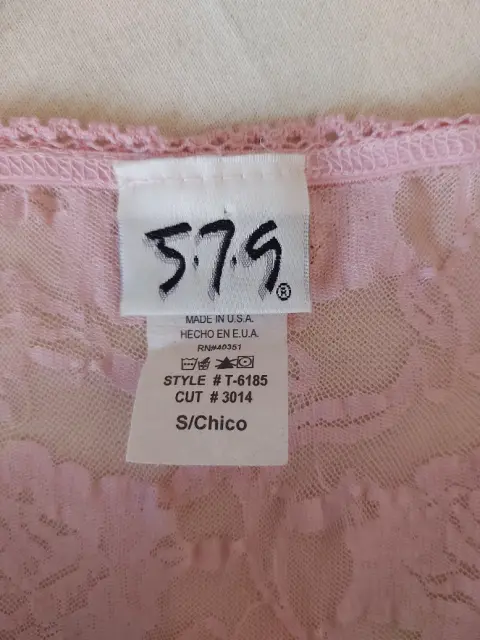 5·7·9®
MADE IN U.S.A.
HECHO EN E.U.A.
RN#40351
STYLE # T-6185
CUT # 3014
S/Chico